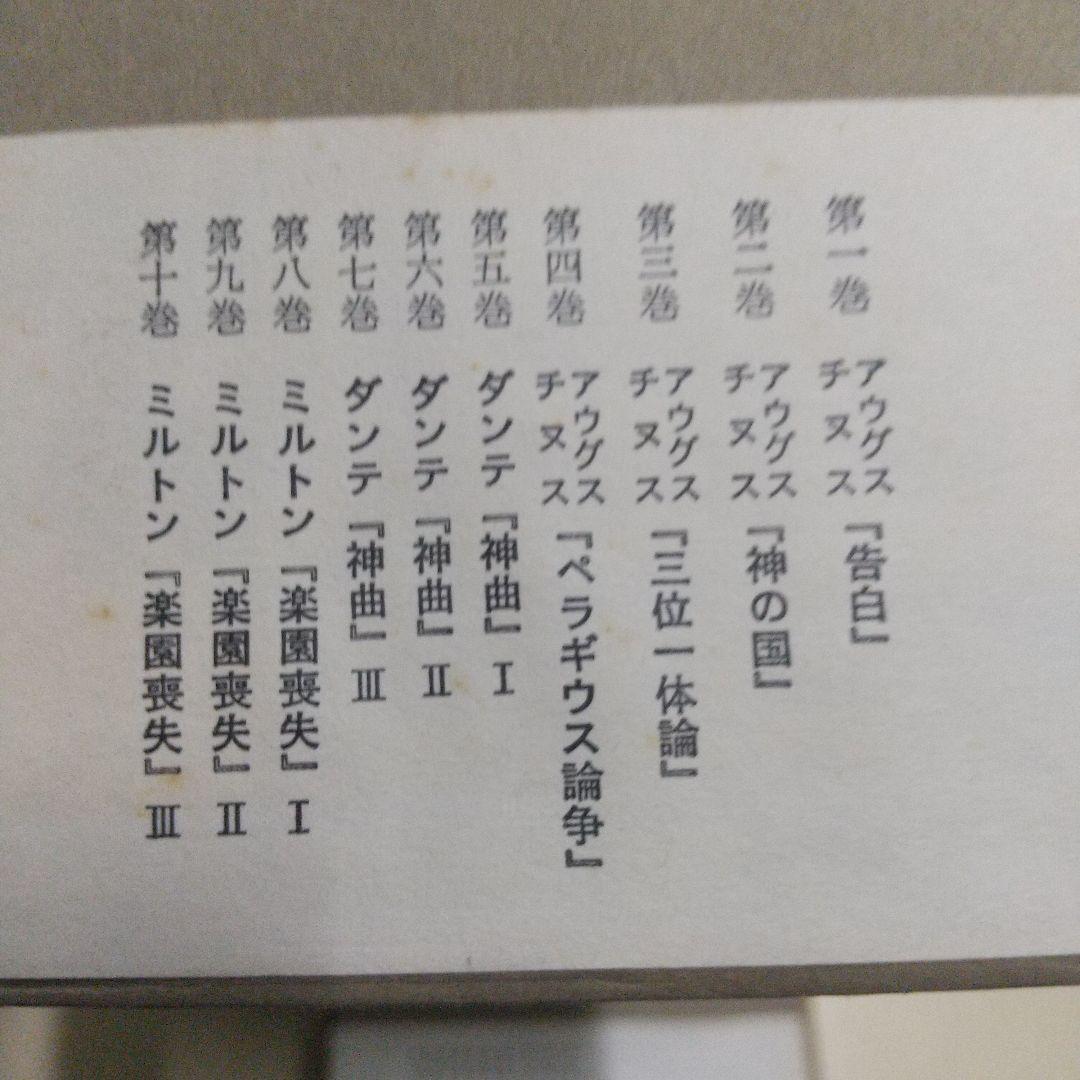 第一巻 アウグスチヌス『告白』
第二巻 アウグスチヌス『神の国』
第三巻 アウグスチヌス『三位一体論』
第四巻 アウグスチヌス『ペラギウス論争』
第五巻 ダンテ『神曲』Ⅰ
第六巻 ダンテ『神曲』Ⅱ
第七巻 ダンテ『神曲』Ⅲ
第八巻 ミルトン『楽園喪失』Ⅰ
第九巻 ミルトン『楽園喪失』Ⅱ
第十巻 ミルトン『楽園喪失』Ⅲ